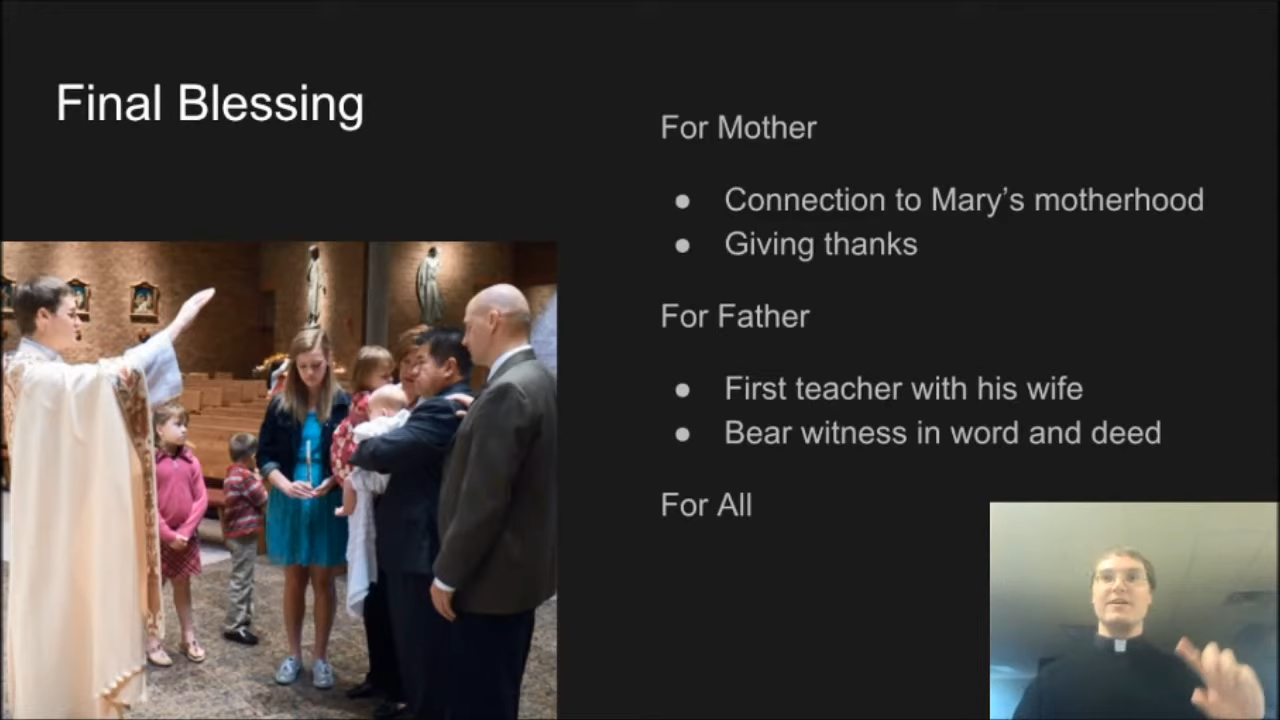 Final Blessing
For Mother
● Connection to Mary’s motherhood
● Giving thanks
For Father
● First teacher with his wife
● Bear witness in word and deed
For All